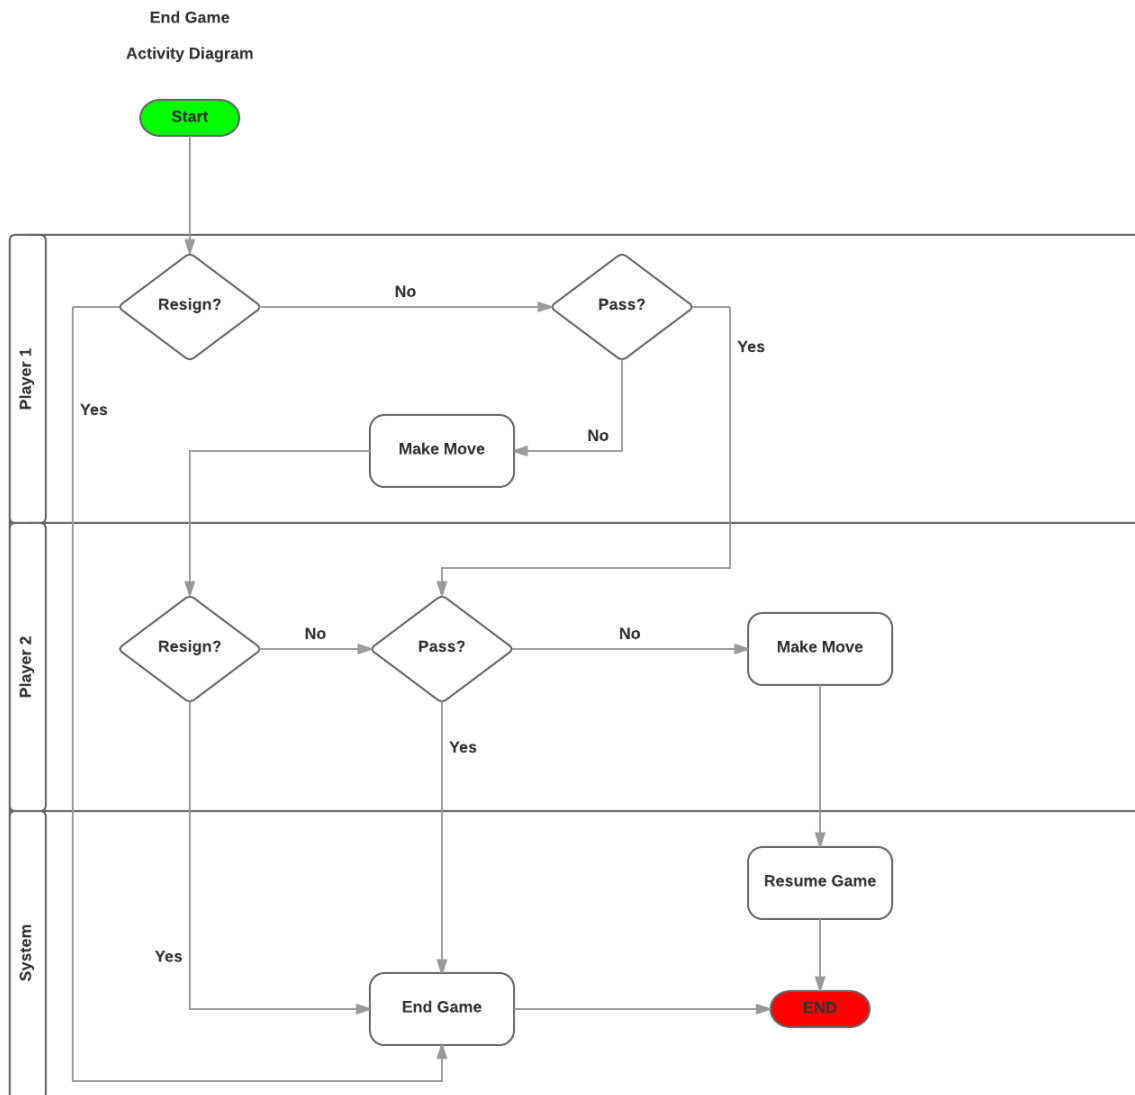 End Game
Activity Diagram
Start
Player 1
Resign?
No
Pass?
Yes
Yes
No
Make Move
Player 2
Resign?
No
Pass?
No
Make Move
Yes
System
Resume Game
Yes
End Game
END